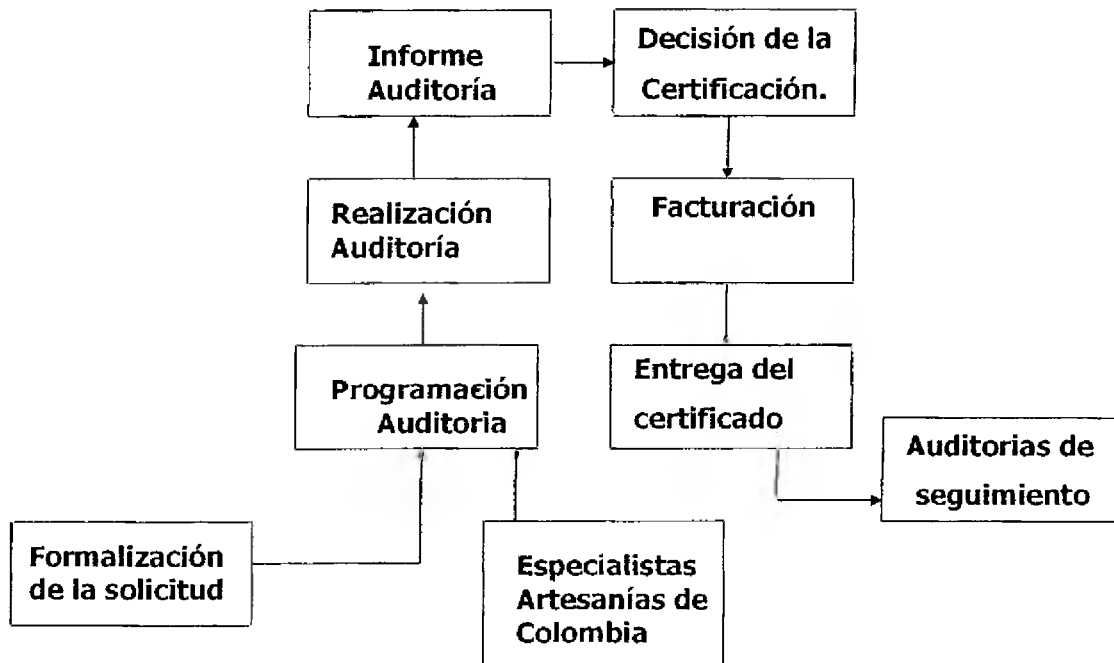 Informe
Auditoría
Decisión de la
Certificación.
Realización
Auditoría
Facturación
Programación
Auditoria
Entrega del
certificado
Auditorias de
seguimiento
Formalización
de la solicitud
Especialistas
Artesanías de
Colombia